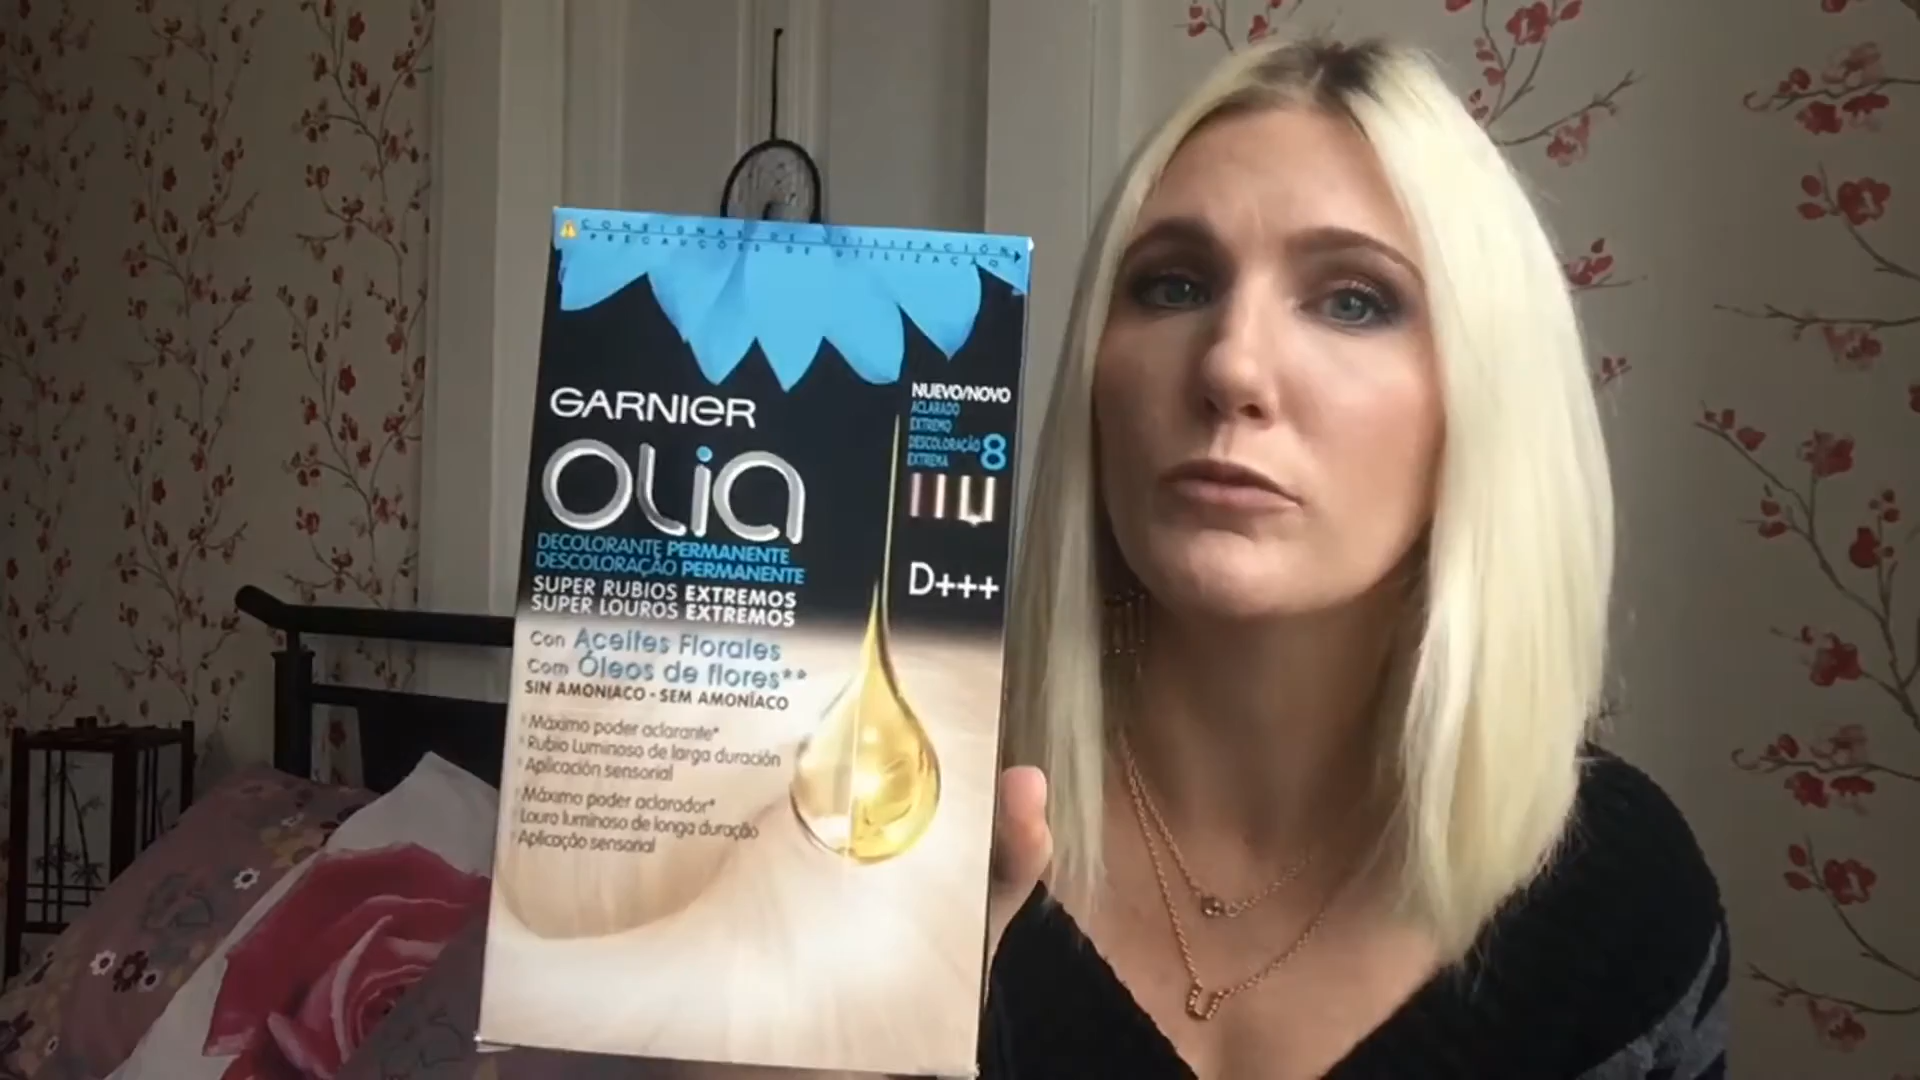 CONSIGNAS DE UTILIZACIÓN
PRECAUÇÕES DE UTILIZAÇÃO
GARNIER
OLIA
DECOLORANTE PERMANENTE
DESCOLORAÇÃO PERMANENTE
SUPER RUBIOS EXTREMOS
SUPER LOUROS EXTREMOS
Con Aceites Florales
Com Óleos de flores**
SIN AMONIACO - SEM AMONÍACO
Máximo poder aclarante*
Rubio Luminoso de larga duración
Aplicación sensorial
Máximo poder aclarador*
Louro luminoso de longa duração
Aplicação sensorial
NUEVO/NOVO
ACLARADO
EXTREMO
DESCOLORAÇÃO 8
EXTREMA
D+++